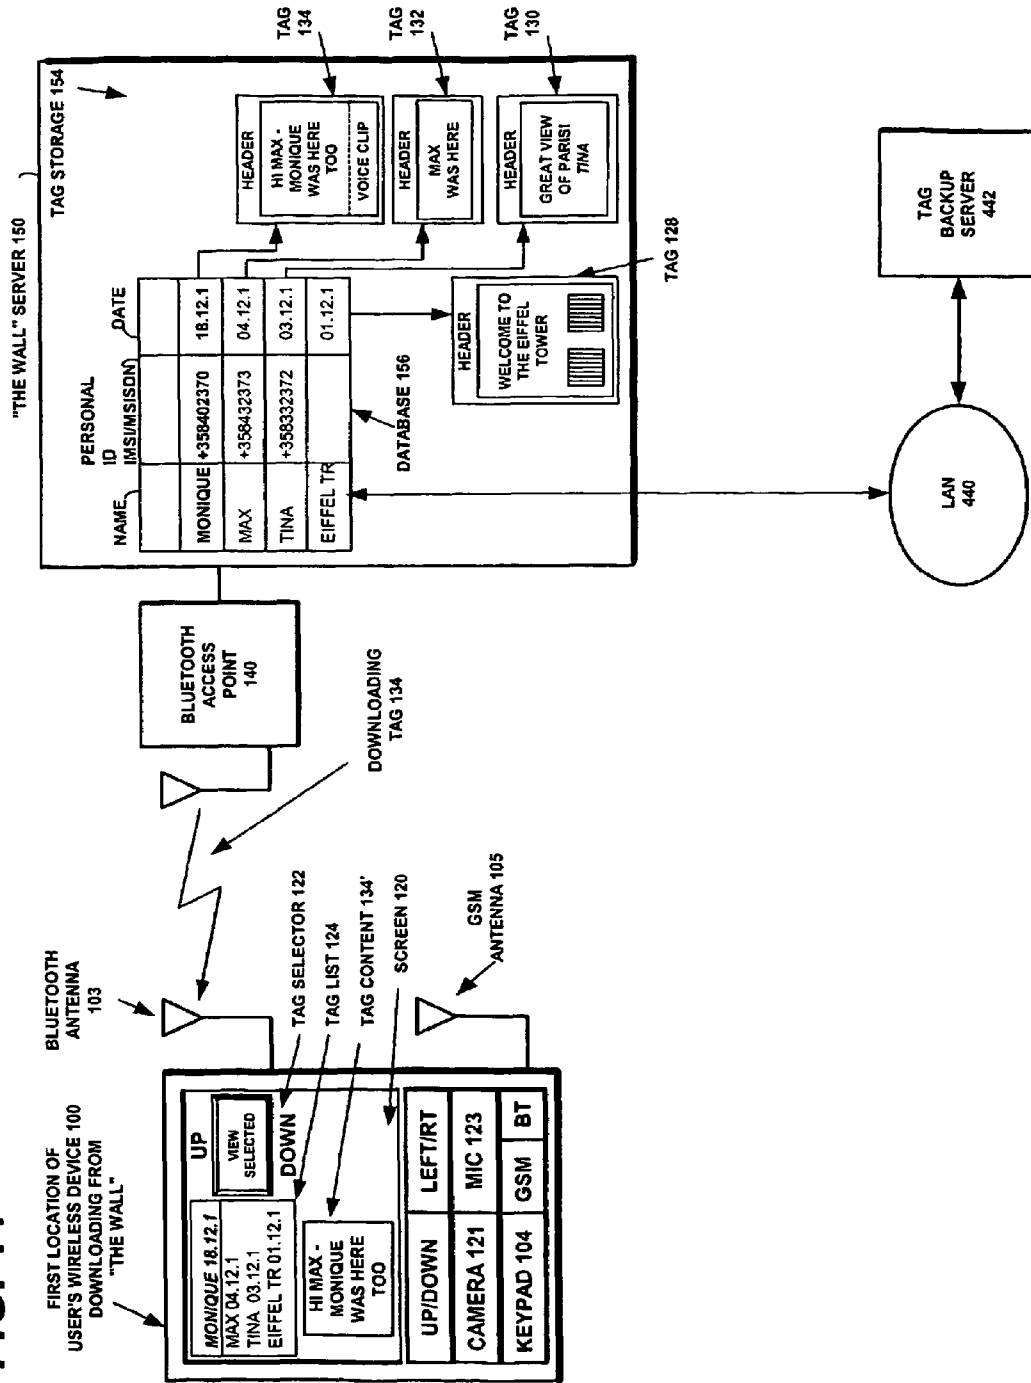 FIRST LOCATION OF
USER'S WIRELESS DEVICE 100
DOWNLOADING FROM
"THE WALL"
BLUETOOTH
ANTENNA
103
MONIQUE 18.12.1
MAX 04.12.1
TINA 03.12.1
EIFFEL TR 01.12.1
UP
VIEW
SELECTED
DOWN
HI MAX -
MONIQUE
WAS HERE
TOO
UP/DOWN
LEFT/RT
CAMERA 121
MIC 123
KEYPAD 104
GSM
BT
TAG SELECTOR 122
TAG LIST 124
TAG CONTENT 134'
SCREEN 120
GSM
ANTENNA 105
DOWNLOADING
TAG 134
BLUETOOTH
ACCESS
POINT
140
"THE WALL" SERVER 150
TAG STORAGE 154
NAME
PERSONAL
ID
IMSI/MSISDN
DATE
MONIQUE +358402370 18.12.1
MAX +358432373 04.12.1
TINA +358332372 03.12.1
EIFFEL TR 01.12.1
DATABASE 156
HEADER
HI MAX -
MONIQUE
WAS HERE
TOO
VOICE CLIP
TAG
134
HEADER
MAX
WAS HERE
TAG
132
HEADER
GREAT VIEW
OF PARIS!
TINA
TAG
130
HEADER
WELCOME TO
THE EIFFEL
TOWER
TAG 128
LAN
440
TAG
BACKUP
SERVER
442